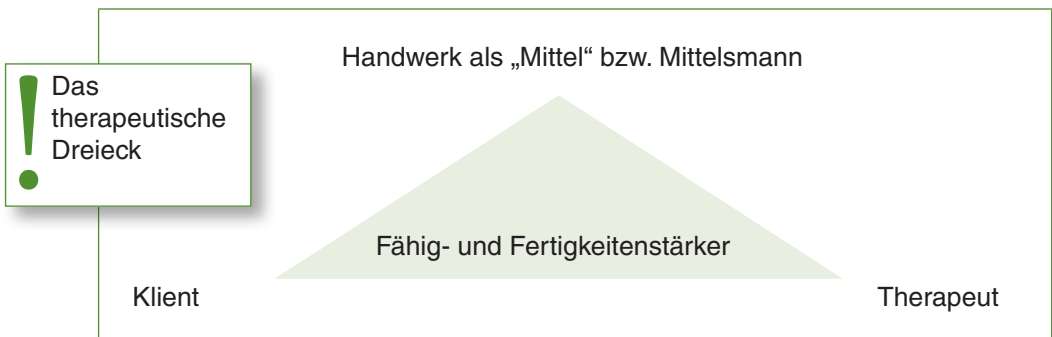 Handwerk als „Mittel“ bzw. Mittelsmann
Das
therapeutische
Dreieck
Fähig- und Fertigkeitenstärker
Klient
Therapeut